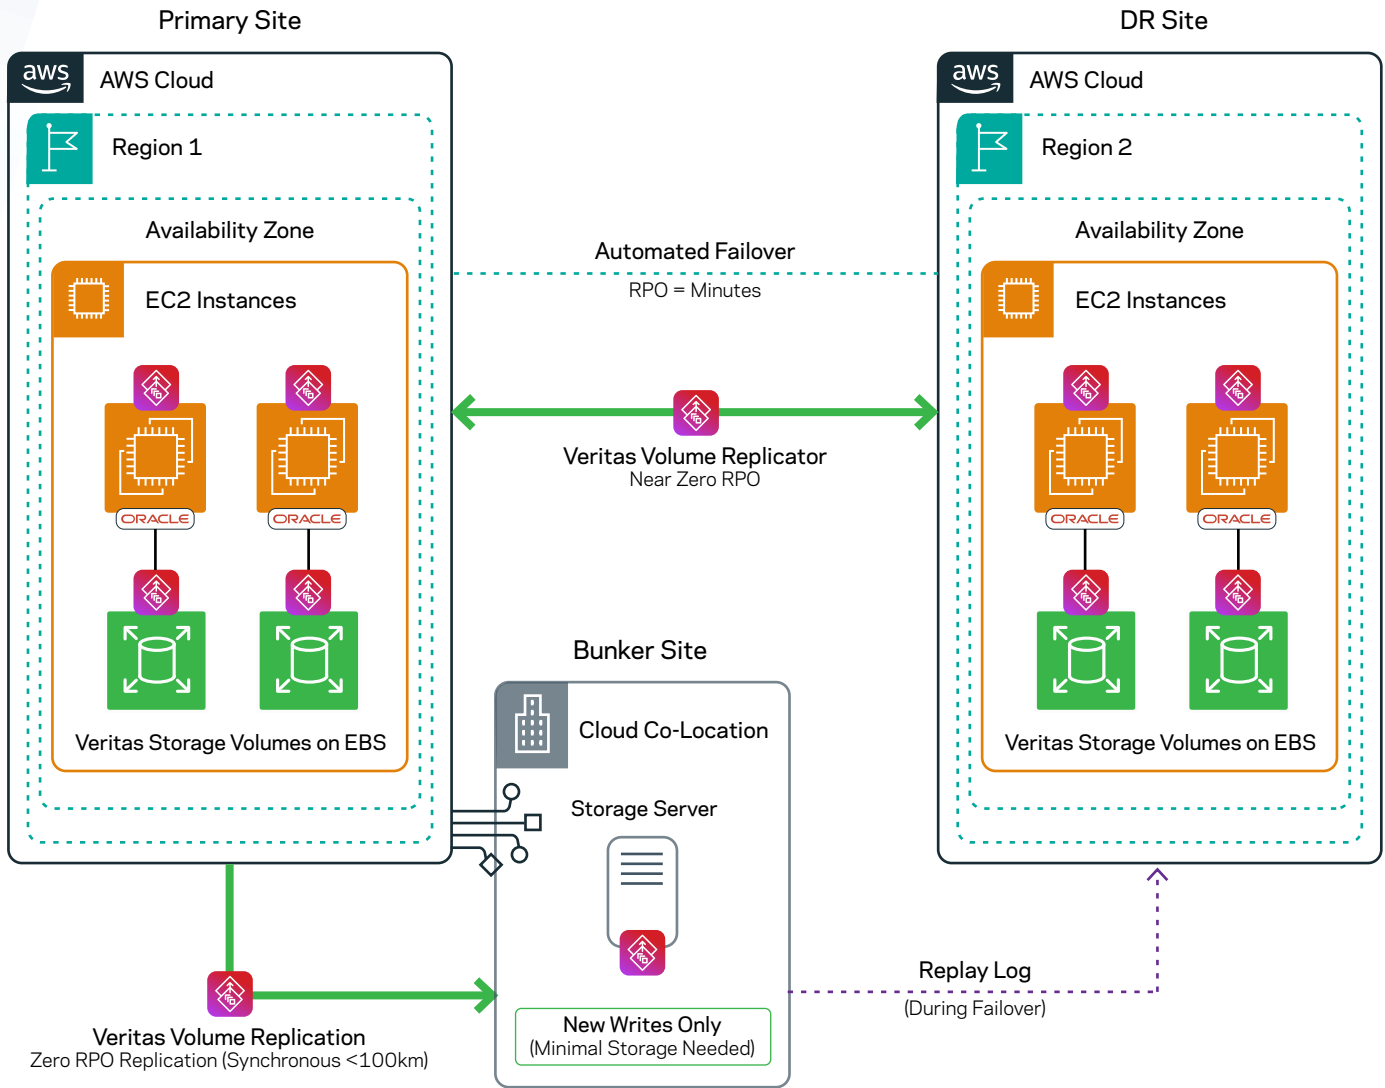 Primary Site
DR Site
aws
AWS Cloud
Region 1
Availability Zone
EC2 Instances
ORACLE
ORACLE
Veritas Storage Volumes on EBS
Automated Failover
RPO = Minutes
Veritas Volume Replicator
Near Zero RPO
aws
AWS Cloud
Region 2
Availability Zone
EC2 Instances
ORACLE
ORACLE
Veritas Storage Volumes on EBS
Bunker Site
Cloud Co-Location
Storage Server
New Writes Only
(Minimal Storage Needed)
Veritas Volume Replication
Zero RPO Replication (Synchronous <100km)
Replay Log
(During Failover)